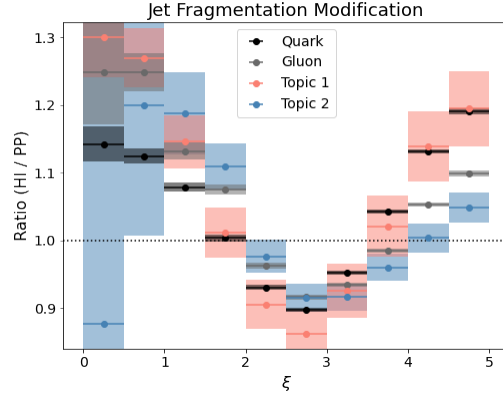 Jet Fragmentation Modification
Quark
Gluon
Topic 1
Topic 2
Ratio (HI / PP)
1.3
1.2
1.1
1.0
0.9
0 1 2 3 4 5
ξ